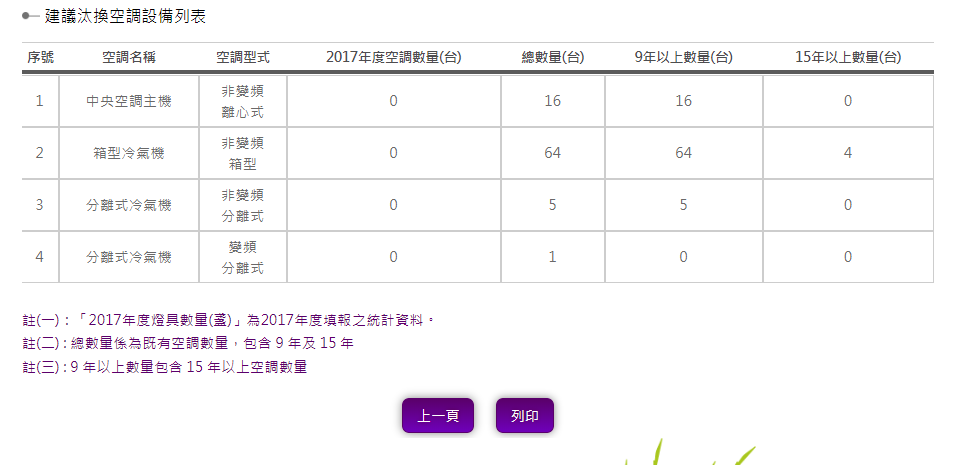 建議汰換空調設備列表
序號 空調名稱 空調型式 2017年度空調數量(台) 總數量(台) 9年以上數量(台) 15年以上數量(台)
1 中央空調主機 非變頻 離心式 0 16 16 0
2 箱型冷氣機 非變頻 箱型 0 64 64 4
3 分離式冷氣機 非變頻 分離式 0 5 5 0
4 分離式冷氣機 變頻 分離式 0 1 0 0
註(一)：「2017年度燈具數量(盞)」為2017年度填報之統計資料。
註(二)：總數量係為既有空調數量，包含 9 年及 15 年
註(三)：9 年以上數量包含 15 年以上空調數量
上一頁 列印